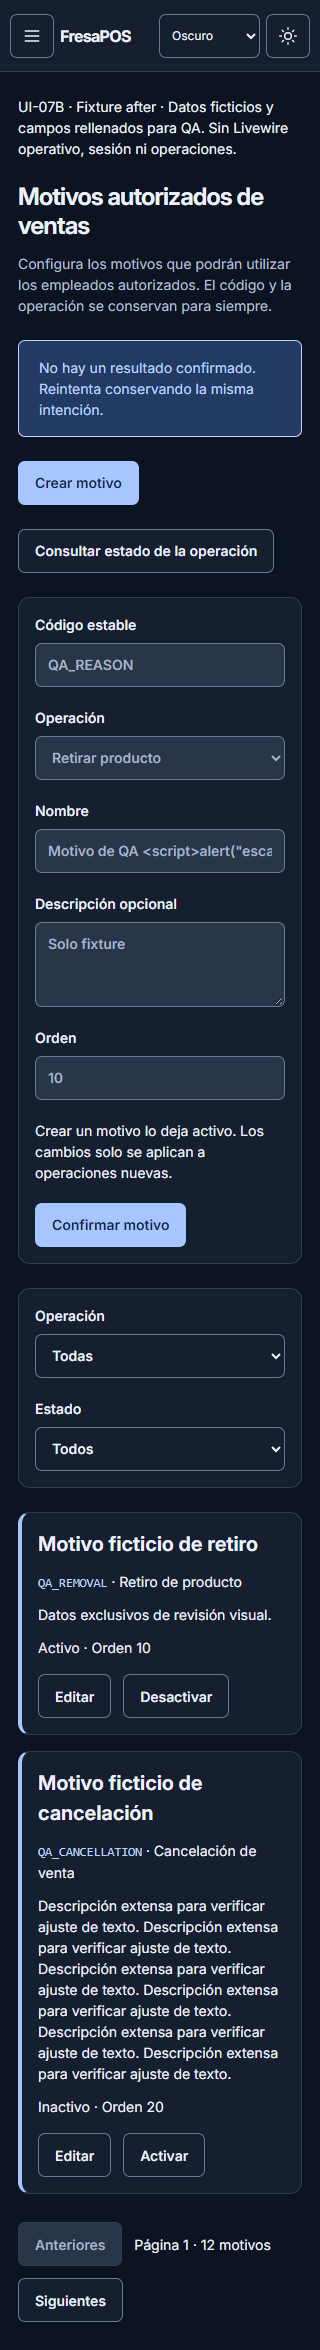 FresaPOS
Oscuro
UI-07B · Fixture after · Datos ficticios y
campos rellenados para QA. Sin Livewire
operativo, sesión ni operaciones.
Motivos autorizados de
ventas
Configura los motivos que podrán utilizar
los empleados autorizados. El código y la
operación se conservan para siempre.
No hay un resultado confirmado.
Reintenta conservando la misma
intención.
Crear motivo
Consultar estado de la operación
Código estable
QA_REASON
Operación
Retirar producto
Nombre
Motivo de QA <script>alert("esca
Descripción opcional
Solo fixture
Orden
10
Crear un motivo lo deja activo. Los
cambios solo se aplican a
operaciones nuevas.
Confirmar motivo
Operación
Todas
Estado
Todos
Motivo ficticio de retiro
QA_REMOVAL · Retiro de producto
Datos exclusivos de revisión visual.
Activo · Orden 10
Editar
Desactivar
Motivo ficticio de
cancelación
QA_CANCELLATION · Cancelación de
venta
Descripción extensa para verificar
ajuste de texto. Descripción extensa
para verificar ajuste de texto.
Descripción extensa para verificar
ajuste de texto. Descripción extensa
para verificar ajuste de texto.
Descripción extensa para verificar
ajuste de texto. Descripción extensa
para verificar ajuste de texto.
Inactivo · Orden 20
Editar
Activar
Anteriores
Página 1 · 12 motivos
Siguientes